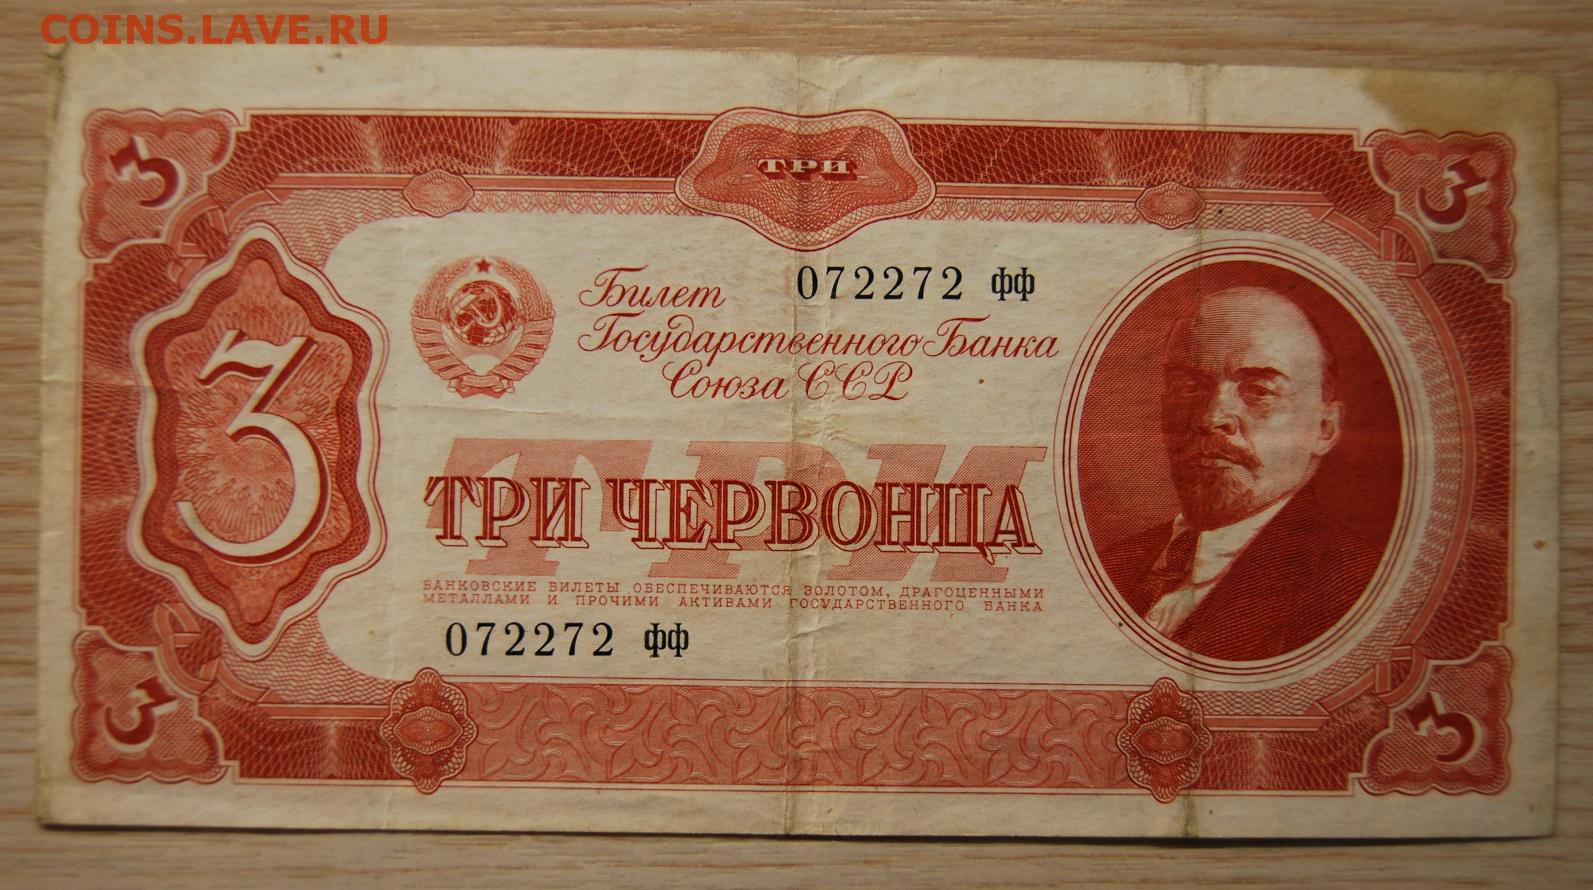 COINS.LAVE.RU
3
ТРИ
3
Билет 072272 фф
Государственного Банка
Союза ССР
3
ТРИ
ТРИ ЧЕРВОНЦА
БАНКОВСКИЕ БИЛЕТЫ ОБЕСПЕЧИВАЮТСЯ ЗОЛОТОМ, ДРАГОЦЕННЫМИ
МЕТАЛЛАМИ И ПРОЧИМИ АКТИВАМИ ГОСУДАРСТВЕННОГО БАНКА
072272 фф
3
3